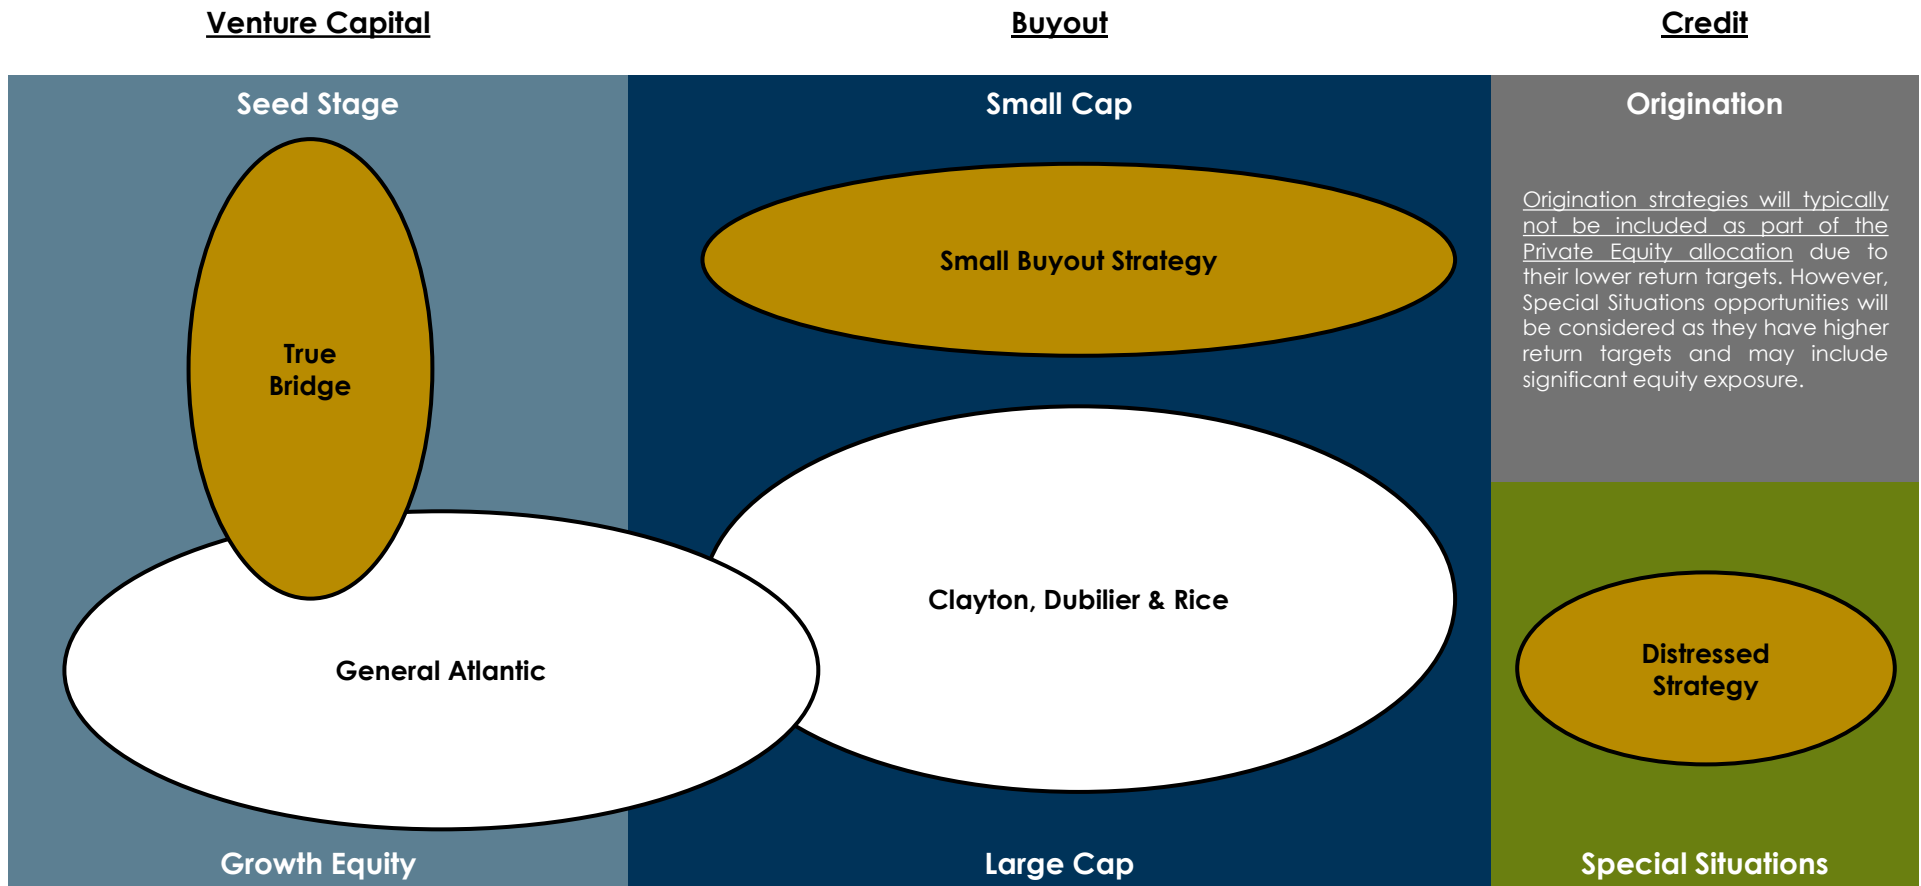 Venture Capital
Buyout
Credit
Seed Stage
Small Cap
Origination
Origination strategies will typically
not be included as part of the
Private Equity allocation due to
their lower return targets. However,
Special Situations opportunities will
be considered as they have higher
return targets and may include
significant equity exposure.
Small Buyout Strategy
True
Bridge
Clayton, Dubilier & Rice
General Atlantic
Distressed
Strategy
Growth Equity
Large Cap
Special Situations